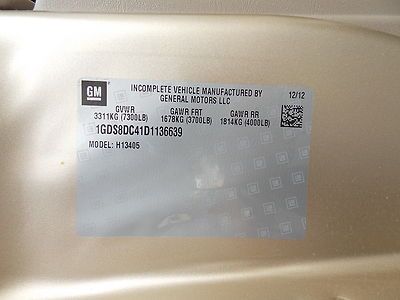 GM
INCOMPLETE VEHICLE MANUFACTURED BY
GENERAL MOTORS LLC
12/12
GVWR GAWR FRT GAWR RR
3311KG (7300LB) 1678KG (3700LB) 1814KG (4000LB)
1GDS8DC41D1136639
MODEL: H13405